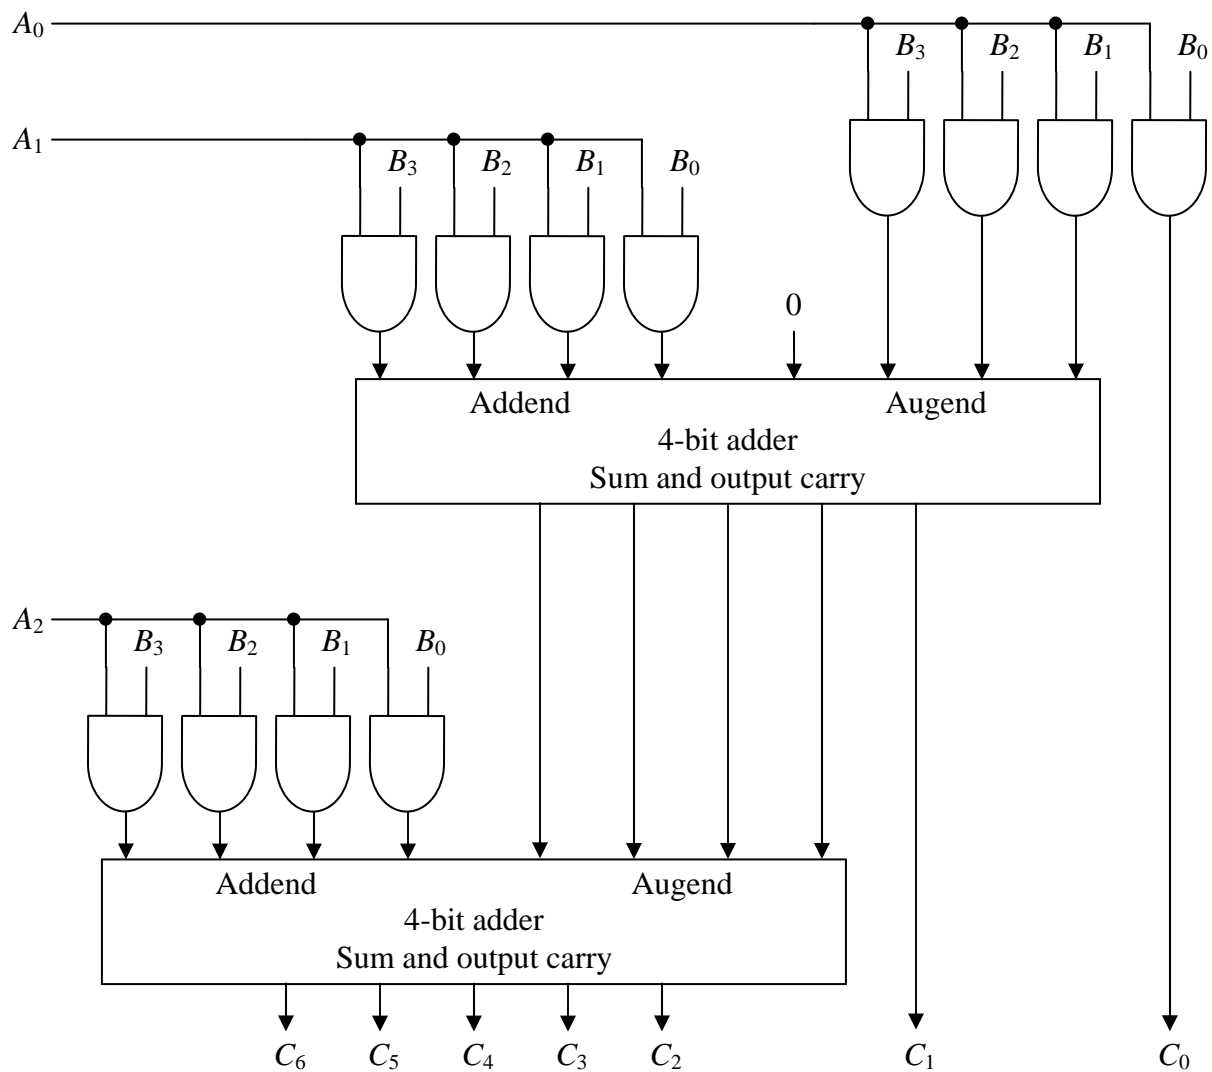 A₀
B₃ B₂ B₁ B₀
A₁
B₃ B₂ B₁ B₀
0
Addend Augend
4-bit adder
Sum and output carry
A₂
B₃ B₂ B₁ B₀
Addend Augend
4-bit adder
Sum and output carry
C₆ C₅ C₄ C₃ C₂ C₁ C₀